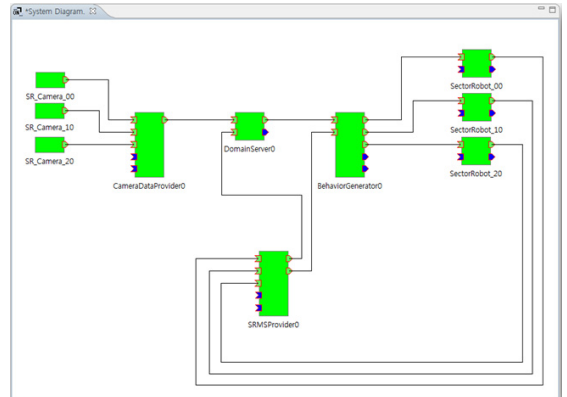 *System Diagram.
SR_Camera_00
SR_Camera_10
SR_Camera_20
CameraDataProvider0
DomainServer0
BehaviorGenerator0
SectorRobot_00
SectorRobot_10
SectorRobot_20
SRMSProvider0